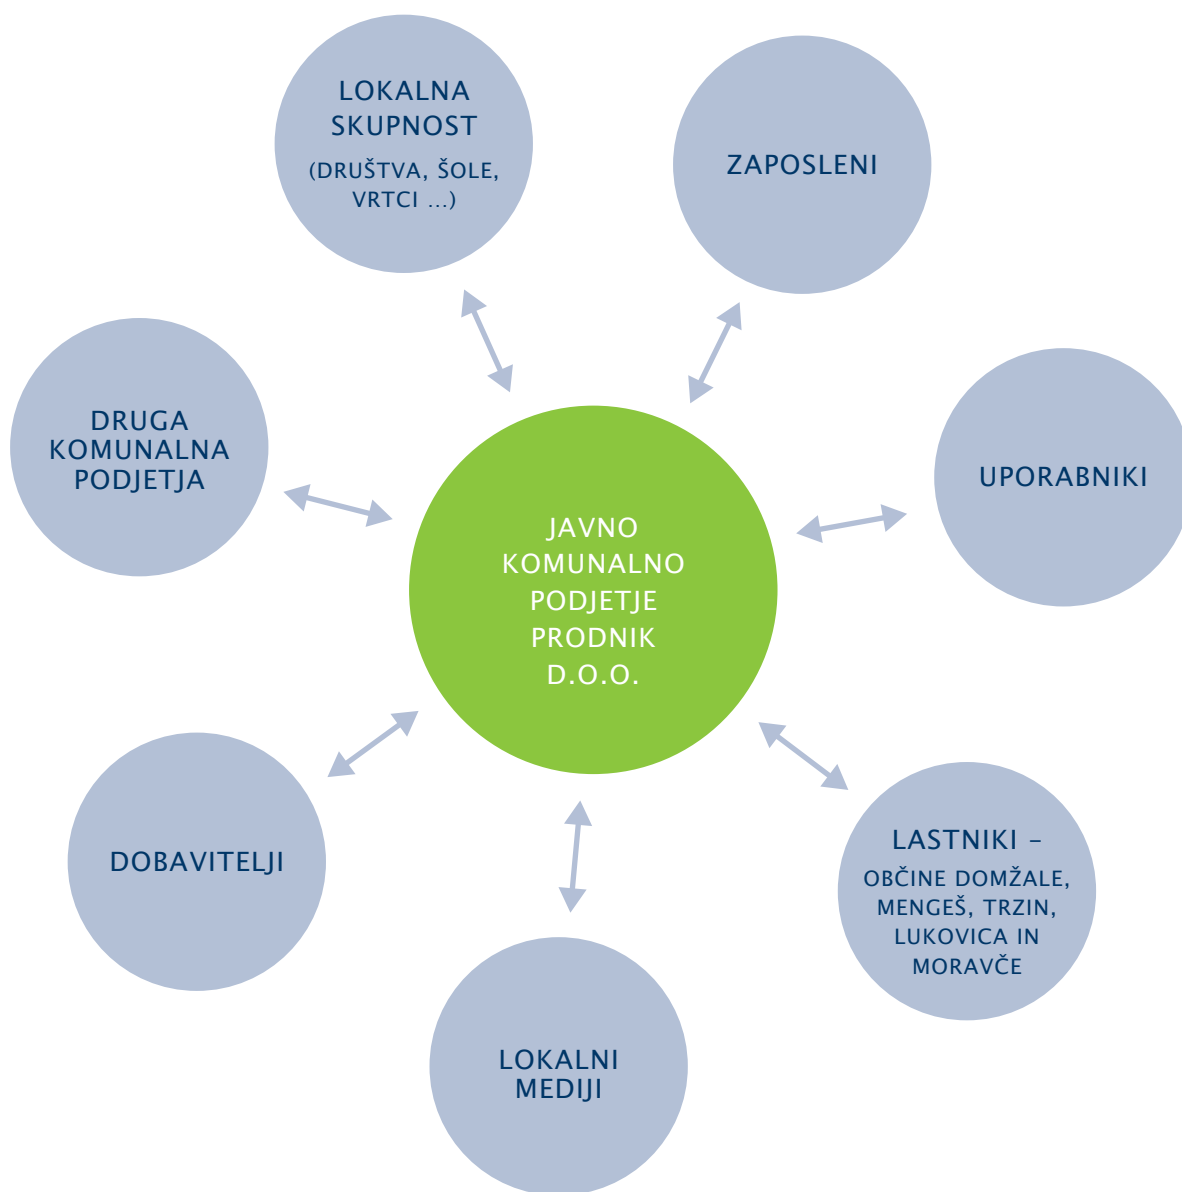 LOKALNA
SKUPNOST
(DRUŠTVA, ŠOLE,
VRTCI ...)
ZAPOSLENI
DRUGA
KOMUNALNA
PODJETJA
UPORABNIKI
JAVNO
KOMUNALNO
PODJETJE
PRODNIK
D.O.O.
DOBAVITELJI
LASTNIKI –
OBČINE DOMŽALE,
MENGEŠ, TRZIN,
LUKOVICA IN
MORAVČE
LOKALNI
MEDIJI